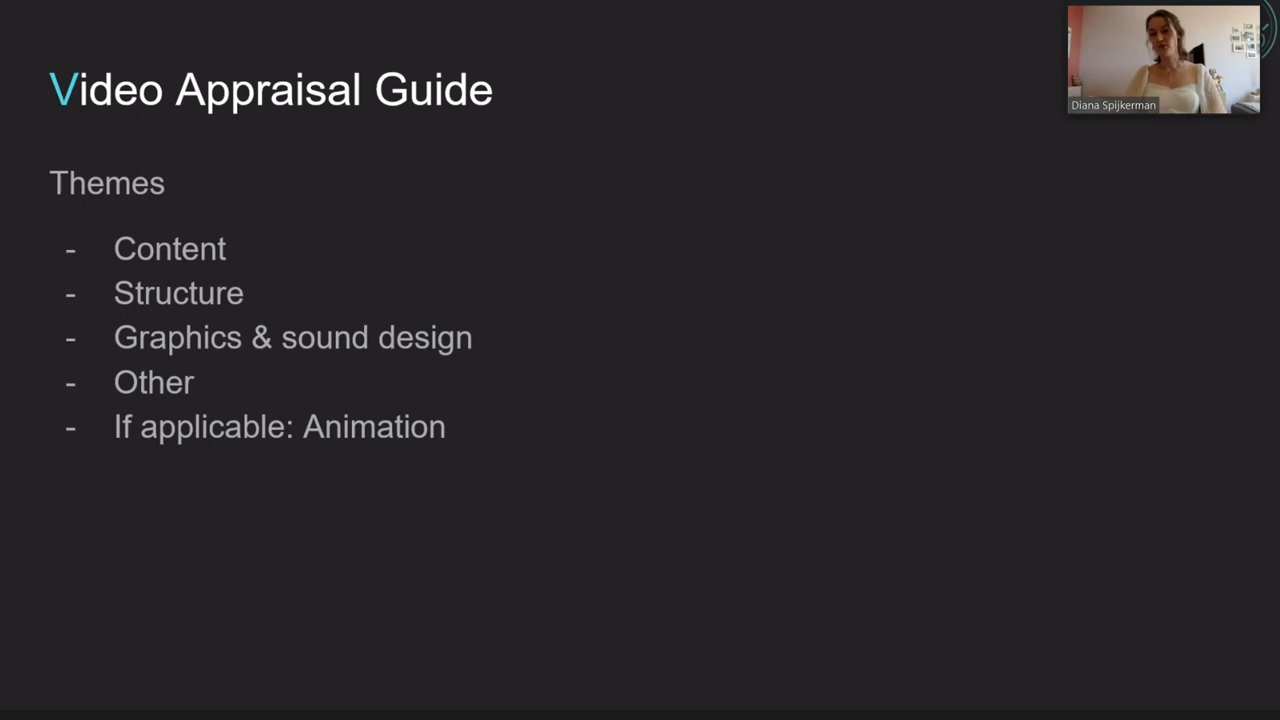 Video Appraisal Guide
Diana Spijkerman
Themes
- Content
- Structure
- Graphics & sound design
- Other
- If applicable: Animation